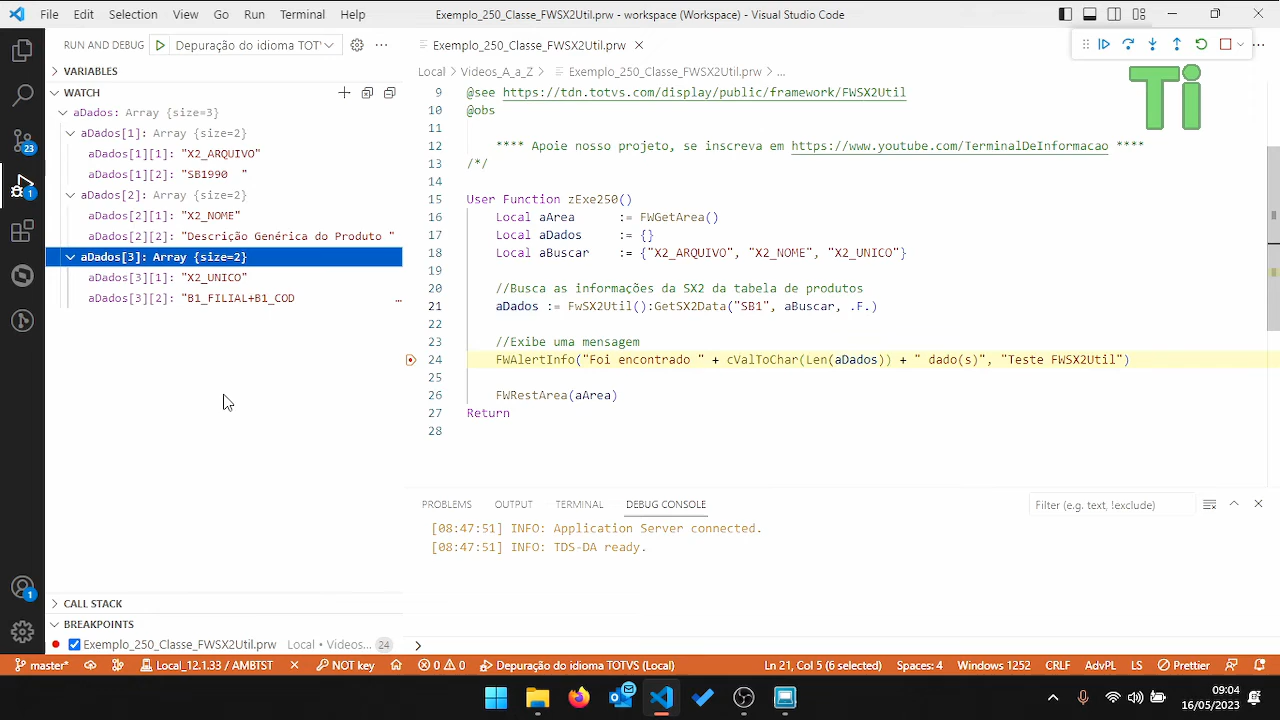 File Edit Selection View Go Run Terminal Help Exemplo_250_Classe_FWSX2Util.prw - workspace (Workspace) - Visual Studio Code
RUN AND DEBUG Depuração do idioma TOT
VARIABLES
WATCH
aDados: Array {size=3}
aDados[1]: Array {size=2}
aDados[1][1]: "X2_ARQUIVO"
aDados[1][2]: "SB1990  "
aDados[2]: Array {size=2}
aDados[2][1]: "X2_NOME"
aDados[2][2]: "Descrição Genérica do Produto "
aDados[3]: Array {size=2}
aDados[3][1]: "X2_UNICO"
aDados[3][2]: "B1_FILIAL+B1_COD ...
CALL STACK
BREAKPOINTS
Exemplo_250_Classe_FWSX2Util.prw Local • Videos... 24
23
1
1
Exemplo_250_Classe_FWSX2Util.prw
Local > Videos_A_a_Z > Exemplo_250_Classe_FWSX2Util.prw > ...
Ti
9 @see https://tdn.totvs.com/display/public/framework/FWSX2Util
10 @obs
11
12 **** Apoie nosso projeto, se inscreva em https://www.youtube.com/TerminalDeInformacao ****
13 /*/
14
15 User Function zExe250()
16 Local aArea := FWGetArea()
17 Local aDados := {}
18 Local aBuscar := {"X2_ARQUIVO", "X2_NOME", "X2_UNICO"}
19
20 //Busca as informações da SX2 da tabela de produtos
21 aDados := FwSX2Util():GetSX2Data("SB1", aBuscar, .F.)
22
23 //Exibe uma mensagem
24 FWAlertInfo("Foi encontrado " + cValToChar(Len(aDados)) + " dado(s)", "Teste FWSX2Util")
25
26 FWRestArea(aArea)
27 Return
28
PROBLEMS OUTPUT TERMINAL DEBUG CONSOLE Filter (e.g. text, !exclude)
[08:47:51] INFO: Application Server connected.
[08:47:51] INFO: TDS-DA ready.
master* Local_12.1.33 / AMBTST NOT key 0 0 Depuração do idioma TOTVS (Local) Ln 21, Col 5 (6 selected) Spaces: 4 Windows 1252 CRLF AdvPL LS Prettier
09:04
16/05/2023